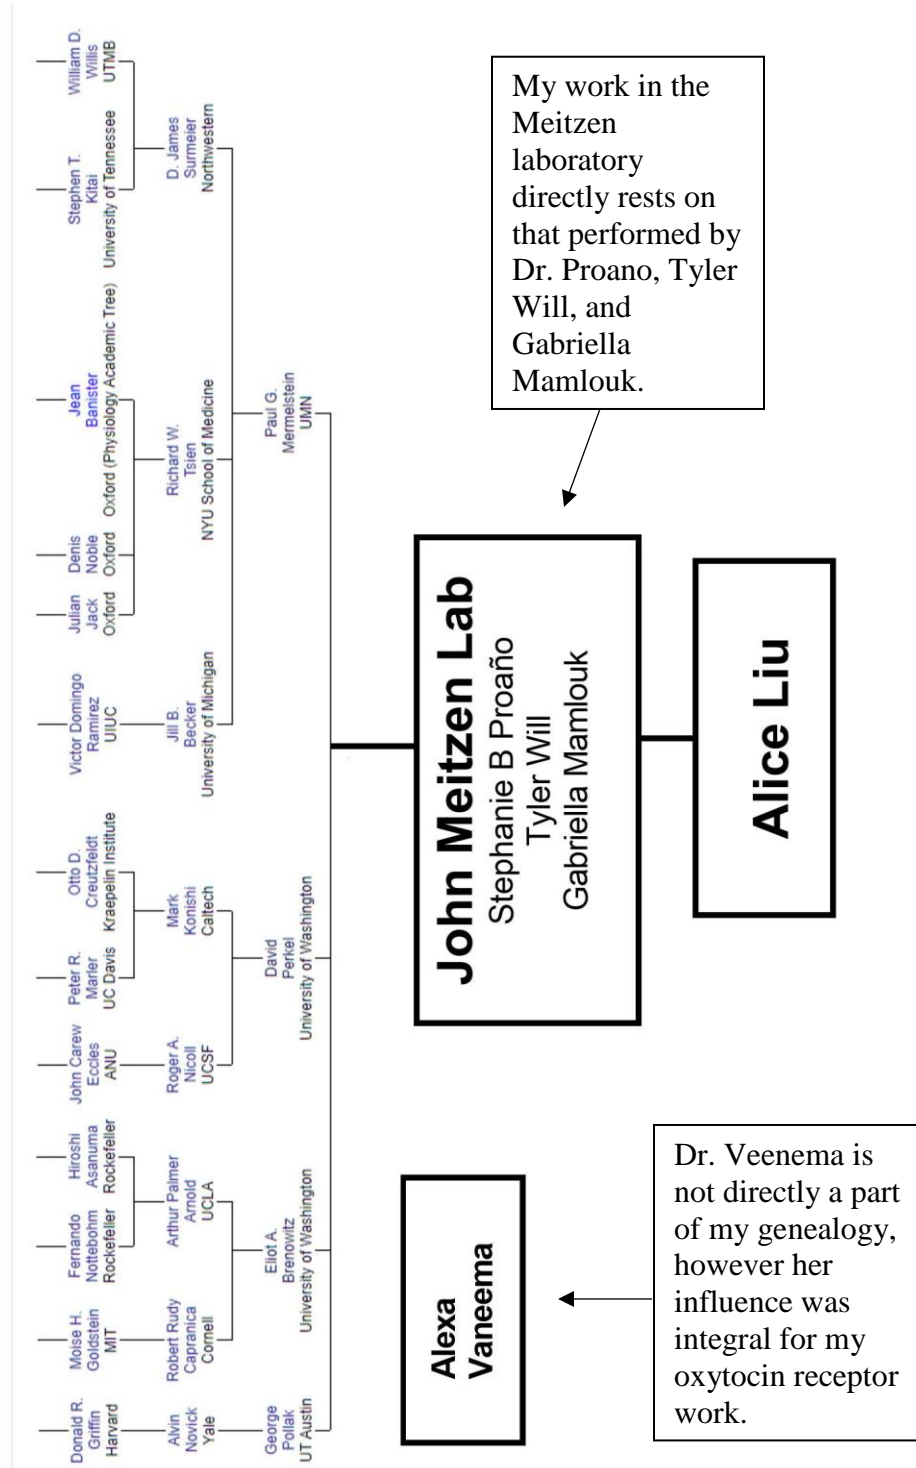 Donald R.
Griffin
Harvard
Moise H.
Goldstein
MIT
Fernando
Nottebohm
Rockefeller
Hiroshi
Asanuma
Rockefeller
John Carew
Eccles
ANU
Peter R.
Marler
UC Davis
Otto D.
Creutzfeldt
Kraepelin Institute
Victor Domingo
Ramirez
UIUC
Julian
Jack
Oxford
Denis
Noble
Oxford
Jean
Banister
Oxford (Physiology Academic Tree)
Stephen T.
Kitai
University of Tennessee
William D.
Willis
UTMB
Alvin
Novick
Yale
Robert Rudy
Capranica
Cornell
Arthur Palmer
Arnold
UCLA
Roger A.
Nicoll
UCSF
Mark
Konishi
Caltech
Jill B.
Becker
University of Michigan
Richard W.
Tsien
NYU School of Medicine
D. James
Surmeier
Northwestern
George
Pollak
UT Austin
Eliot A.
Brenowitz
University of Washington
David
Perkel
University of Washington
Paul G.
Mermelstein
UMN
John Meitzen Lab
Stephanie B Proaño
Tyler Will
Gabriella Mamlouk
Alice Liu
Alexa
Vaneema
My work in the
Meitzen
laboratory
directly rests on
that performed by
Dr. Proano, Tyler
Will, and
Gabriella
Mamlouk.
Dr. Veenema is
not directly a part
of my genealogy,
however her
influence was
integral for my
oxytocin receptor
work.